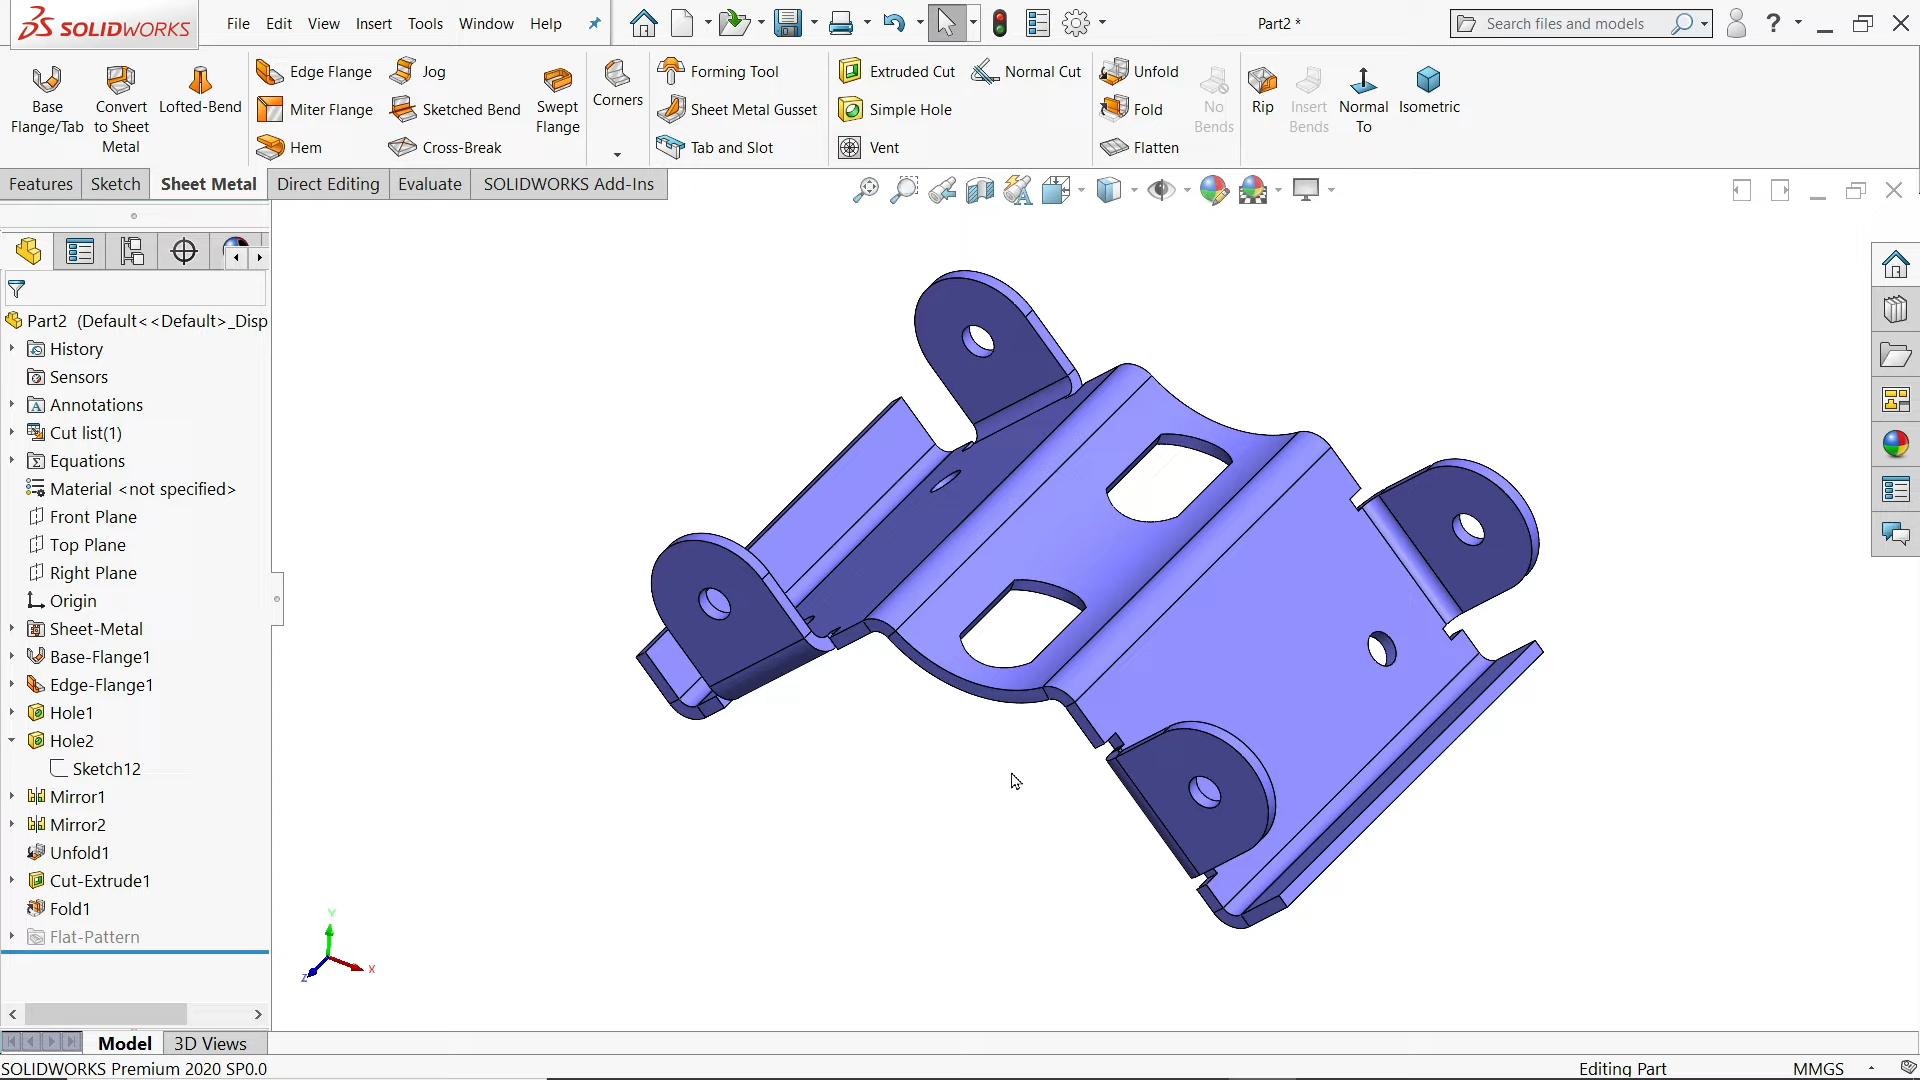 SOLIDWORKS File Edit View Insert Tools Window Help Part2 * Search files and models ?
Base Flange/Tab
Convert to Sheet Metal
Lofted-Bend
Edge Flange
Miter Flange
Hem
Jog
Sketched Bend
Cross-Break
Swept Flange
Corners
Forming Tool
Sheet Metal Gusset
Tab and Slot
Extruded Cut
Simple Hole
Vent
Normal Cut
Unfold
Fold
Flatten
No Bends
Rip
Insert Bends
Normal To
Isometric
Features Sketch Sheet Metal Direct Editing Evaluate SOLIDWORKS Add-Ins
Part2 (Default<<Default>_Disp
History
Sensors
Annotations
Cut list(1)
Equations
Material <not specified>
Front Plane
Top Plane
Right Plane
Origin
Sheet-Metal
Base-Flange1
Edge-Flange1
Hole1
Hole2
Sketch12
Mirror1
Mirror2
Unfold1
Cut-Extrude1
Fold1
Flat-Pattern
Y
X
Z
Model 3D Views
SOLIDWORKS Premium 2020 SP0.0 Editing Part MMGS